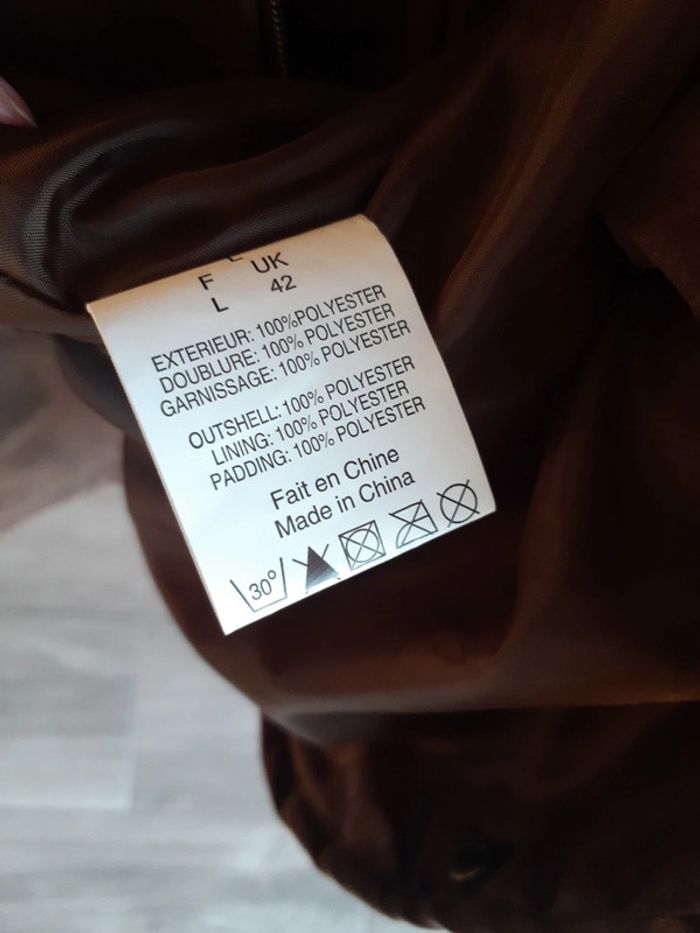 F UK
L 42
EXTERIEUR: 100%POLYESTER
DOUBLURE: 100% POLYESTER
GARNISSAGE: 100% POLYESTER
OUTSHELL: 100% POLYESTER
LINING: 100% POLYESTER
PADDING: 100% POLYESTER
Fait en Chine
Made in China
30°